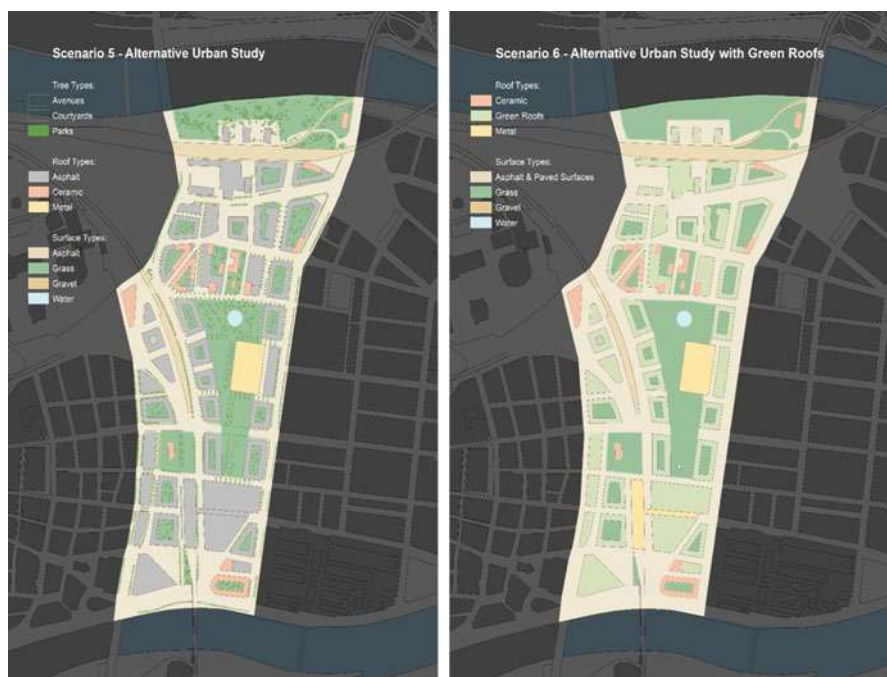 Scenario 5 - Alternative Urban Study
Tree Types:
Avenues
Courtyards
Parks
Roof Types:
Asphalt
Ceramic
Metal
Surface Types:
Asphalt
Grass
Gravel
Water
Scenario 6 - Alternative Urban Study with Green Roofs
Roof Types:
Ceramic
Green Roofs
Metal
Surface Types:
Asphalt & Paved Surfaces
Grass
Gravel
Water